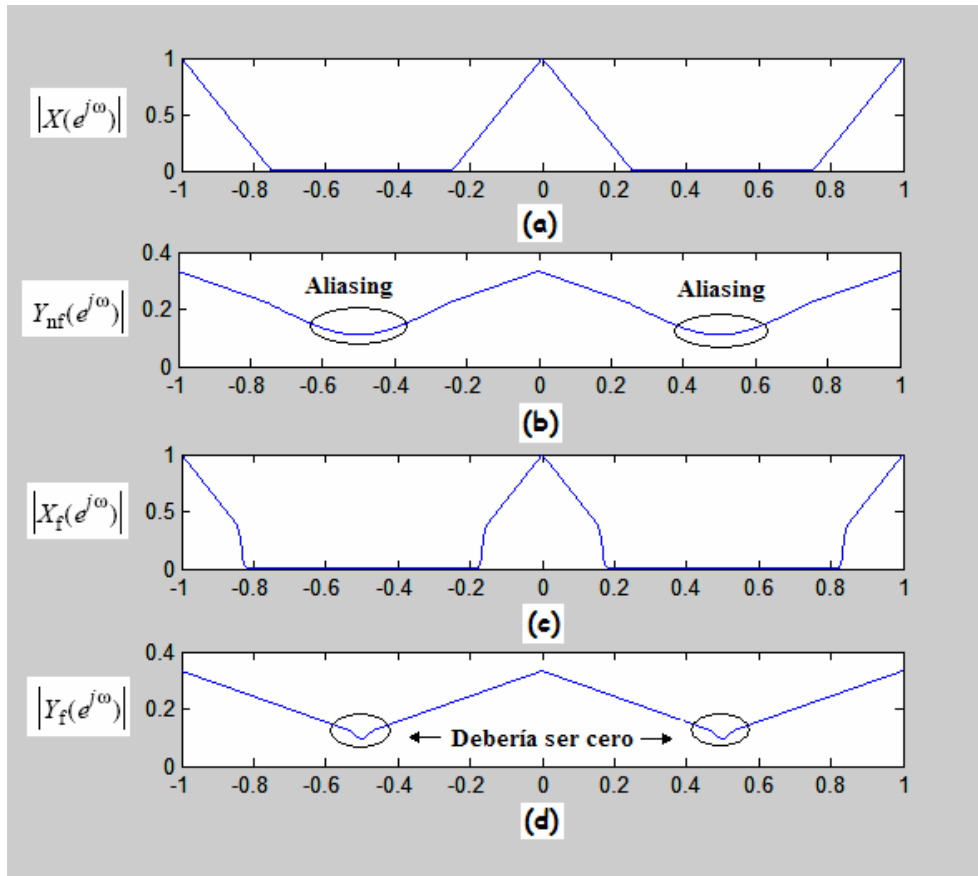 |X(e^{jω})|
1
0.5
0
-1 -0.8 -0.6 -0.4 -0.2 0 0.2 0.4 0.6 0.8 1
(a)
Y_{nf}(e^{jω})|
0.4
0.2
0
Aliasing Aliasing
-1 -0.8 -0.6 -0.4 -0.2 0 0.2 0.4 0.6 0.8 1
(b)
|X_f(e^{jω})|
1
0.5
0
-1 -0.8 -0.6 -0.4 -0.2 0 0.2 0.4 0.6 0.8 1
(c)
|Y_f(e^{jω})|
0.4
0.2
0
Debería ser cero
-1 -0.8 -0.6 -0.4 -0.2 0 0.2 0.4 0.6 0.8 1
(d)